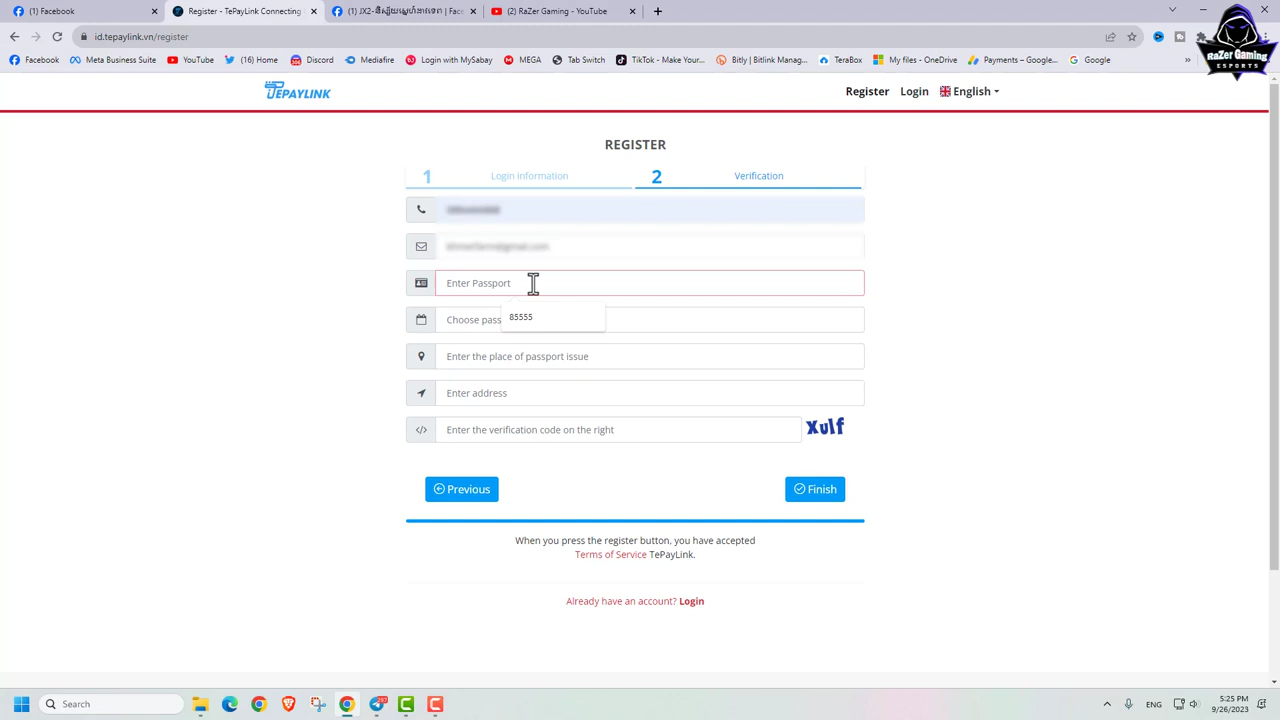 (1) Facebook
Register - TePayLink Connecting
(1) JX2-
| Fac
(2) RaZer Gaming - YouTube
id.tepaylink.vn/register
Facebook
Meta Business Suite
YouTube
(16) Home
Discord
Medifire
Login with MySabay
MEGA
Tab Switch
TikTok - Make Your...
Bitly | Bitlink Manag...
TeraBox
My files - OneDrive
Payments – Google...
Google
»
RaZer Gaming
ESPORTS
TEPAYLINK
Register
Login
English
REGISTER
1 Login information
2 Verification
Enter Passport
85555
Choose pass
Enter the place of passport issue
Enter address
Enter the verification code on the right
Xulf
Previous
Finish
When you press the register button, you have accepted
Terms of Service TePayLink.
Already have an account? Login
Search
ENG
5:25 PM
9/26/2023